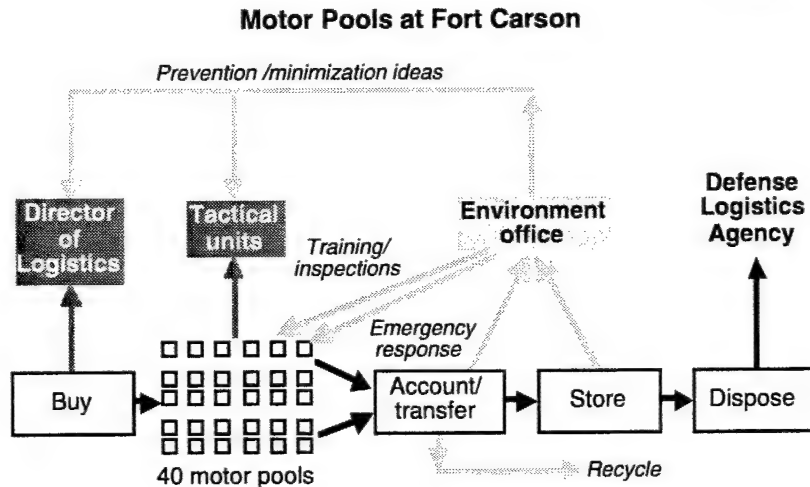 Motor Pools at Fort Carson
Prevention /minimization ideas
Director
of
Logistics
Tactical
units
Environment
office
Defense
Logistics
Agency
Training/
inspections
Emergency
response
Buy
Account/
transfer
Store
Dispose
40 motor pools
Recycle